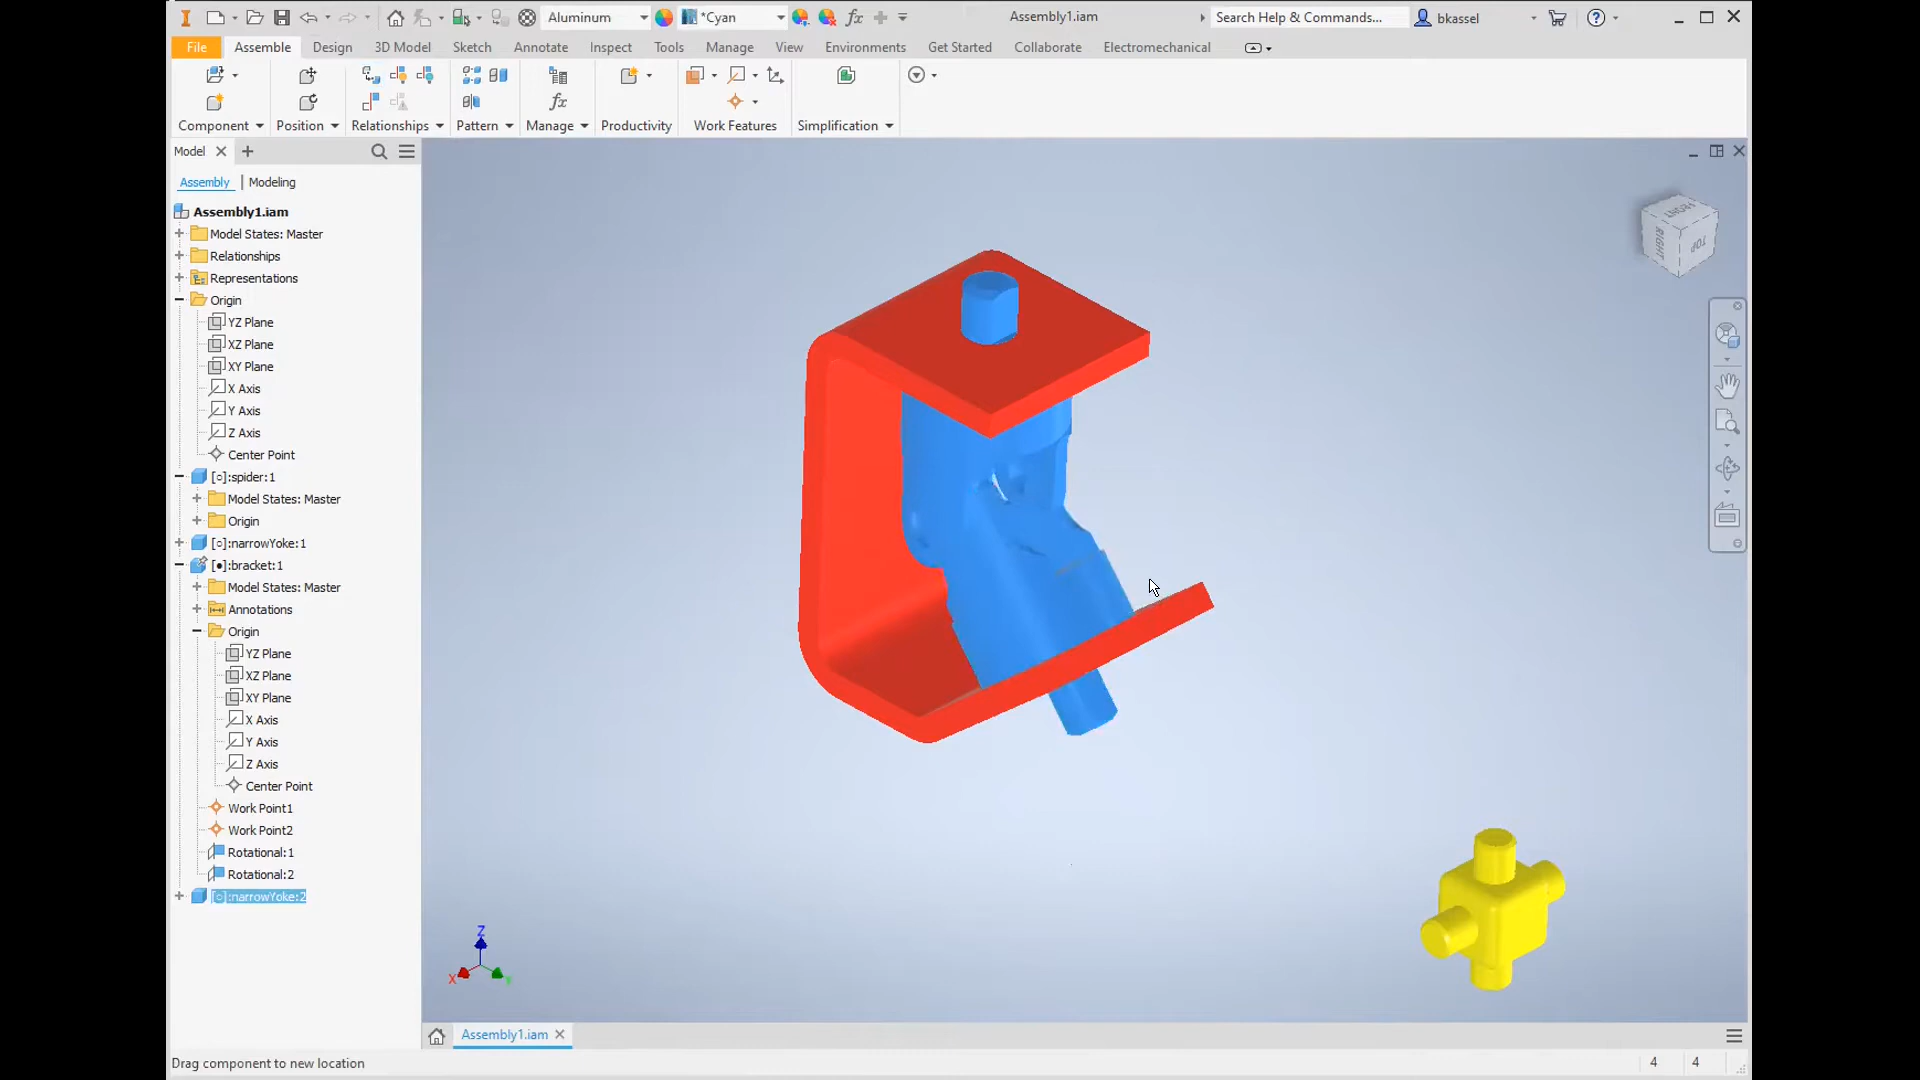 Aluminum
*Cyan
fx
Assembly1.iam
Search Help & Commands...
bkassel
File
Assemble
Design
3D Model
Sketch
Annotate
Inspect
Tools
Manage
View
Environments
Get Started
Collaborate
Electromechanical
fx
Component
Position
Relationships
Pattern
Manage
Productivity
Work Features
Simplification
Model
Assembly | Modeling
Assembly1.iam
Model States: Master
Relationships
Representations
Origin
YZ Plane
XZ Plane
XY Plane
X Axis
Y Axis
Z Axis
Center Point
[○]:spider:1
Model States: Master
Origin
[○]:narrowYoke:1
[●]:bracket:1
Model States: Master
Annotations
Origin
YZ Plane
XZ Plane
XY Plane
X Axis
Y Axis
Z Axis
Center Point
Work Point1
Work Point2
Rotational:1
Rotational:2
[○]:narrowYoke:2
FRONT
RIGHT
TOP
Z
X
Y
Assembly1.iam
Drag component to new location
4
4